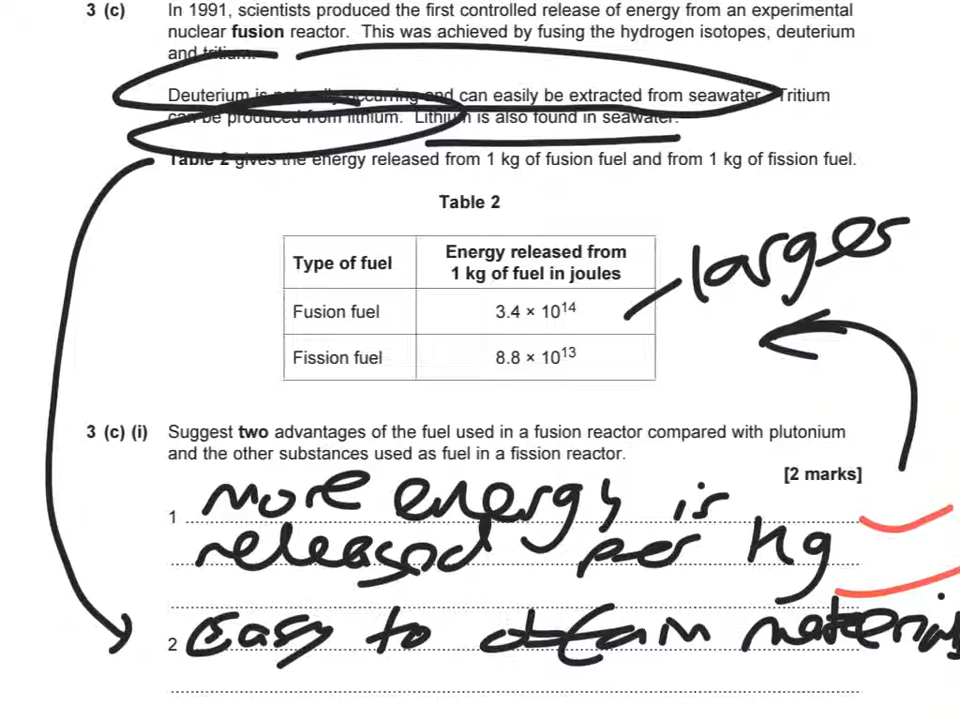 3 (c) In 1991, scientists produced the first controlled release of energy from an experimental
nuclear fusion reactor. This was achieved by fusing the hydrogen isotopes, deuterium
and tritium.
Deuterium is naturally occurring and can easily be extracted from seawater. Tritium
can be produced from lithium. Lithium is also found in seawater.
Table 2 gives the energy released from 1 kg of fusion fuel and from 1 kg of fission fuel.
Table 2
Type of fuel Energy released from
1 kg of fuel in joules
larger
Fusion fuel 3.4 × 10¹⁴
Fission fuel 8.8 × 10¹³
3 (c) (i) Suggest two advantages of the fuel used in a fusion reactor compared with plutonium
and the other substances used as fuel in a fission reactor.
[2 marks]
1 more energy is
released per kg
2 easy to obtain materials